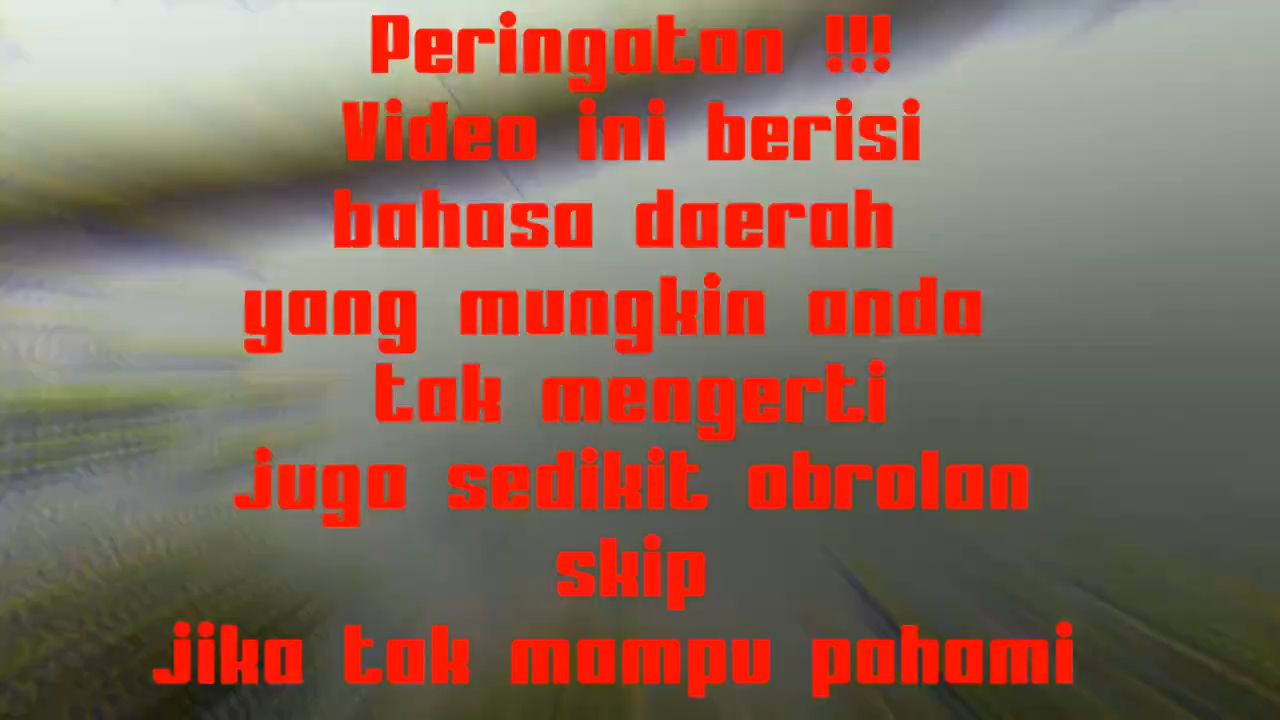 Peringatan !!!
Video ini berisi
bahasa daerah
yang mungkin anda
tak mengerti
juga sedikit obrolan
skip
jika tak mampu pahami